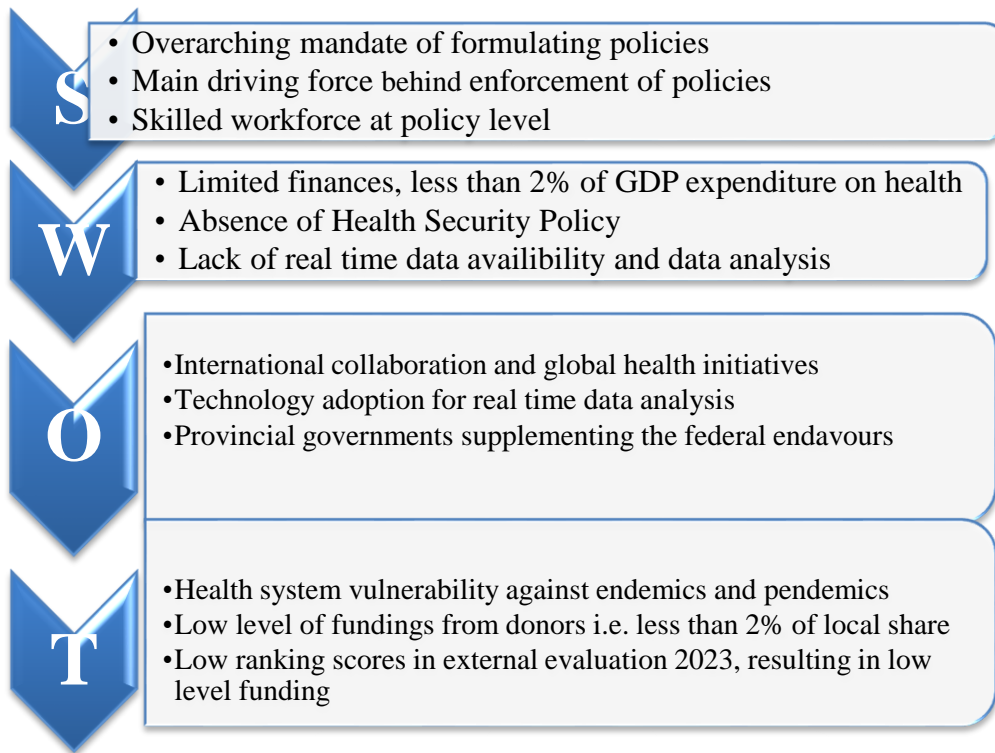 S
• Overarching mandate of formulating policies
• Main driving force behind enforcement of policies
• Skilled workforce at policy level
W
• Limited finances, less than 2% of GDP expenditure on health
• Absence of Health Security Policy
• Lack of real time data availibility and data analysis
O
•International collaboration and global health initiatives
•Technology adoption for real time data analysis
•Provincial governments supplementing the federal endavours
T
•Health system vulnerability against endemics and pendemics
•Low level of fundings from donors i.e. less than 2% of local share
•Low ranking scores in external evaluation 2023, resulting in low
level funding